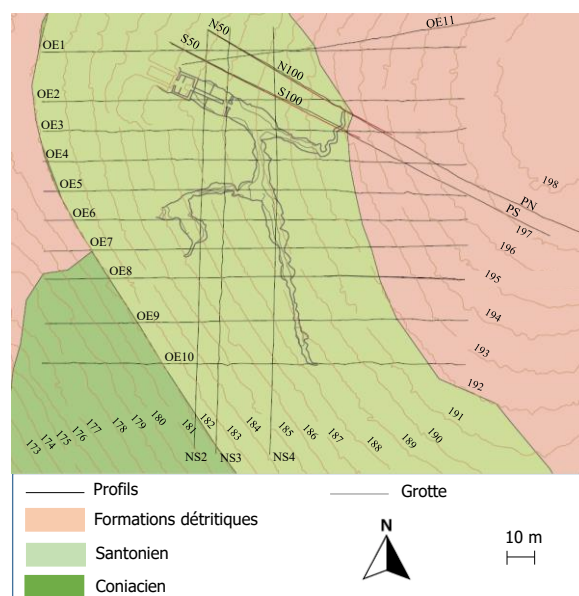 N50
OE11
S50
OE1
N100
OE2
S100
OE3
OE4
198
OE5
PN
PS
OE6
197
196
OE7
OE8
195
OE9
194
193
OE10
192
191
190
189
188
187
186
185
184
183
182
181
180
179
178
177
176
175
174
173
NS2
NS3
NS4
Profils
Grotte
Formations détritiques
N
10 m
Santonien
Coniacien